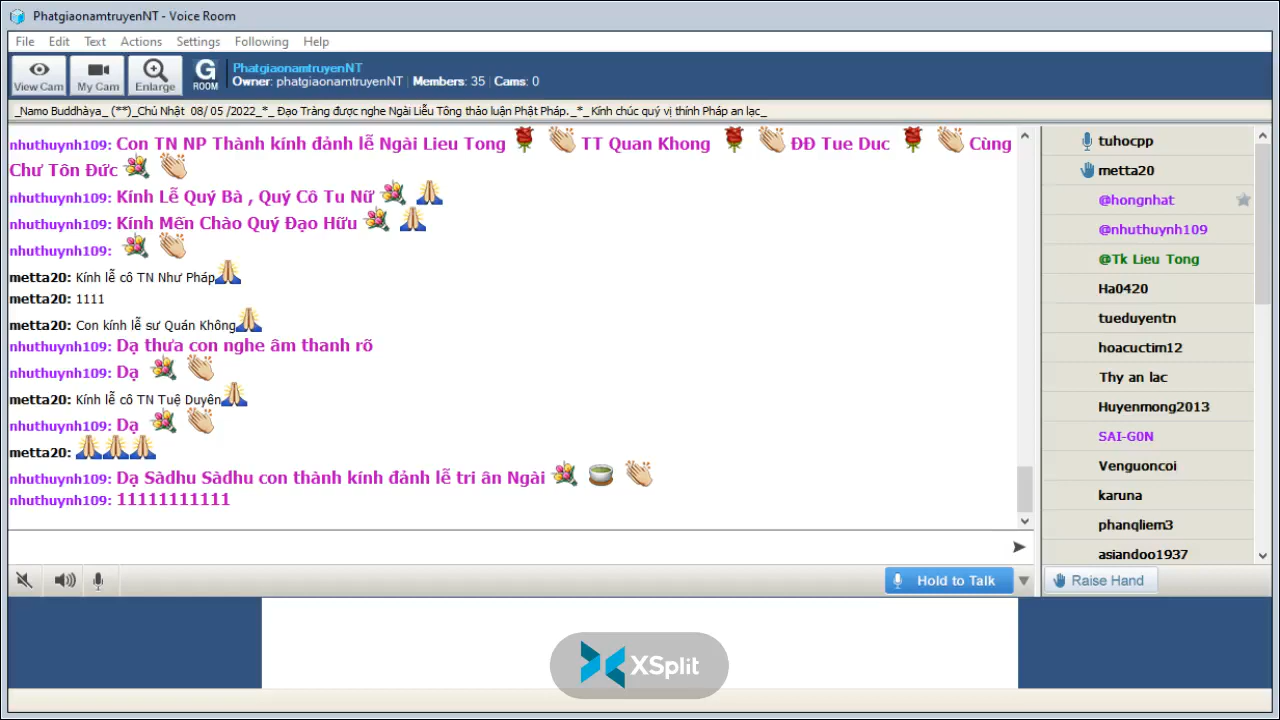 PhatgiaonamtruyenNT - Voice Room
File Edit Text Actions Settings Following Help
View Cam My Cam Enlarge G ROOM
PhatgiaonamtruyenNT
Owner: phatgiaonamtruyenNT | Members: 35 | Cams: 0
_Namo Buddhàya_ (**)_Chủ Nhật 08/ 05 /2022_*_ Đạo Tràng được nghe Ngài Liễu Tông thảo luận Phật Pháp._*_Kính chúc quý vị thính Pháp an lạc_
nhuthuynh109: Con TN NP Thành kính đảnh lễ Ngài Lieu Tong TT Quan Khong ĐĐ Tue Duc Cùng
Chư Tôn Đức
nhuthuynh109: Kính Lễ Quý Bà , Quý Cô Tu Nữ
nhuthuynh109: Kính Mến Chào Quý Đạo Hữu
nhuthuynh109:
metta20: Kính lễ cô TN Như Pháp
metta20: 1111
metta20: Con kính lễ sư Quán Không
nhuthuynh109: Dạ thưa con nghe âm thanh rõ
nhuthuynh109: Dạ
metta20: Kính lễ cô TN Tuệ Duyên
nhuthuynh109: Dạ
metta20:
nhuthuynh109: Dạ Sàdhu Sàdhu con thành kính đảnh lễ tri ân Ngài
nhuthuynh109: 11111111111
tuhocpp
metta20
@hongnhat
@nhuthuynh109
@Tk Lieu Tong
Ha0420
tueduyentn
hoacuctim12
Thy an lac
Huyenmong2013
SAI-G0N
Venguoncoi
karuna
phanqliem3
asiandoo1937
Hold to Talk
Raise Hand
XSplit